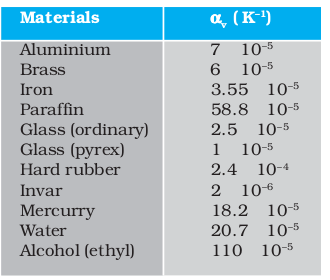 Materials αᵥ (K⁻¹)
Aluminium 7 10⁻⁵
Brass 6 10⁻⁵
Iron 3.55 10⁻⁵
Paraffin 58.8 10⁻⁵
Glass (ordinary) 2.5 10⁻⁵
Glass (pyrex) 1 10⁻⁵
Hard rubber 2.4 10⁻⁴
Invar 2 10⁻⁶
Mercurry 18.2 10⁻⁵
Water 20.7 10⁻⁵
Alcohol (ethyl) 110 10⁻⁵